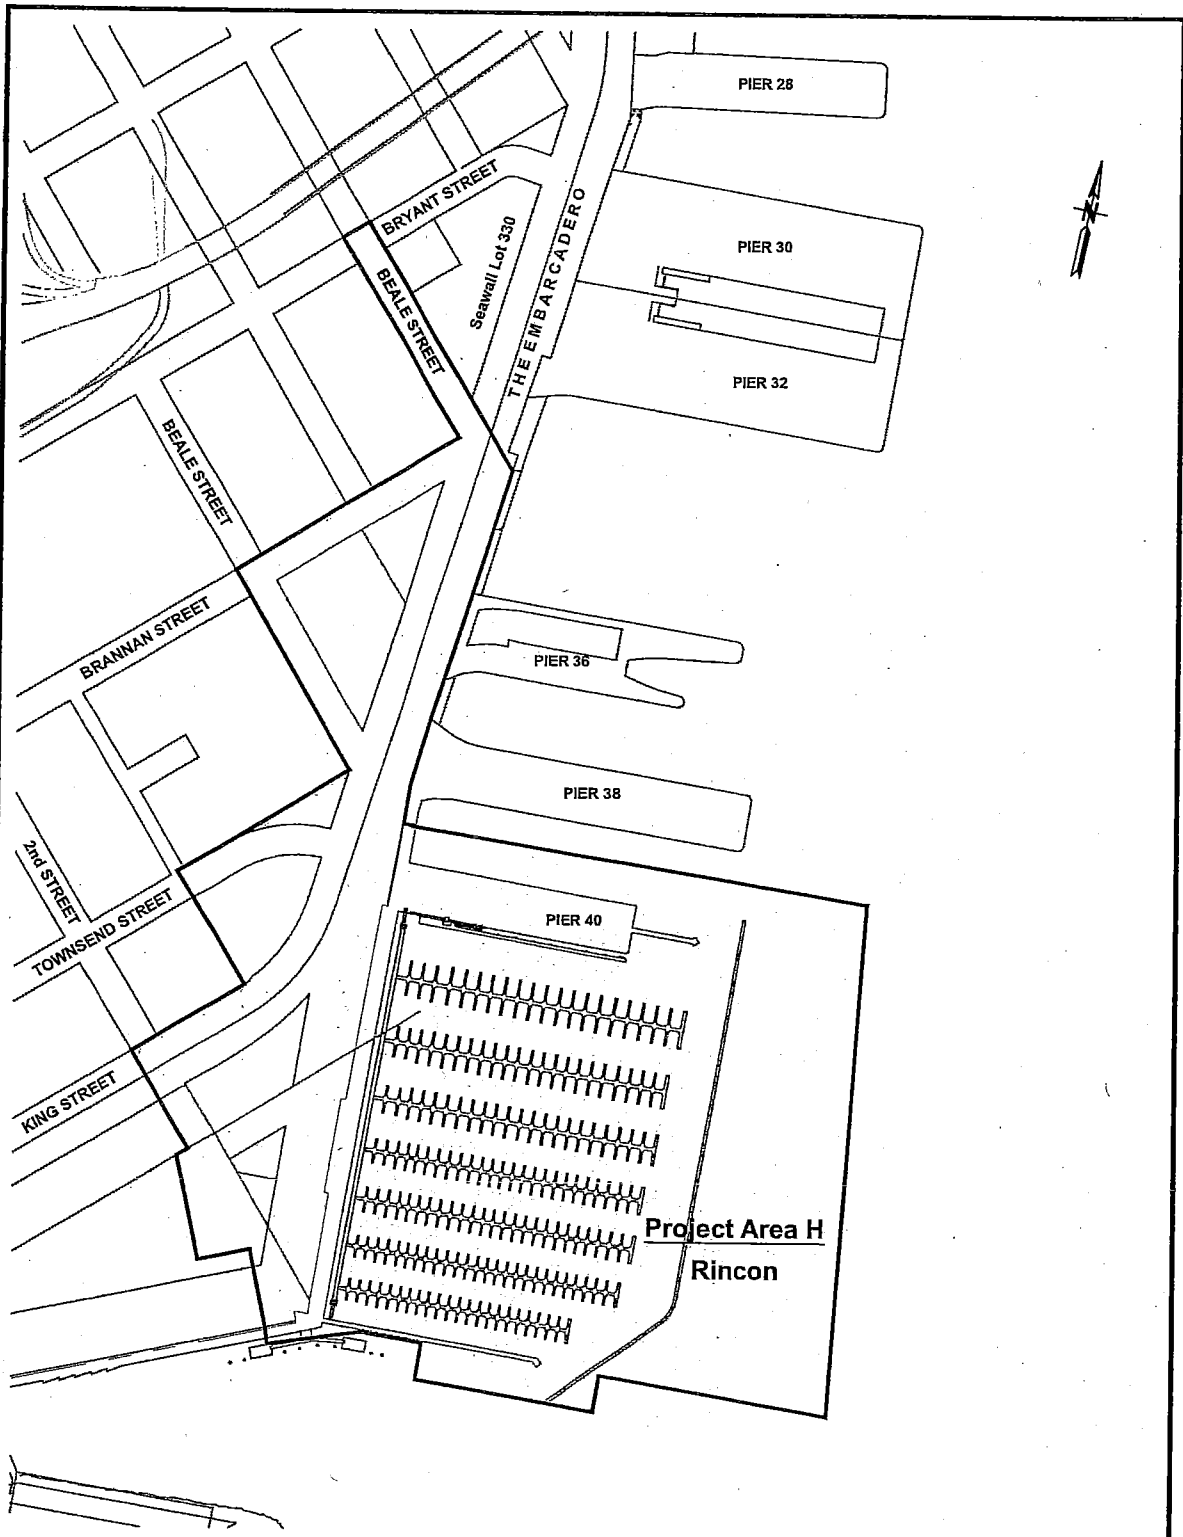 PIER 28
BRYANT STREET
THE EMBARCADERO
Seawall Lot 330
PIER 30
N
BEALE STREET
PIER 32
BEALE STREET
BRANNAN STREET
PIER 36
PIER 38
2nd STREET
TOWNSEND STREET
PIER 40
KING STREET
Project Area H
Rincon